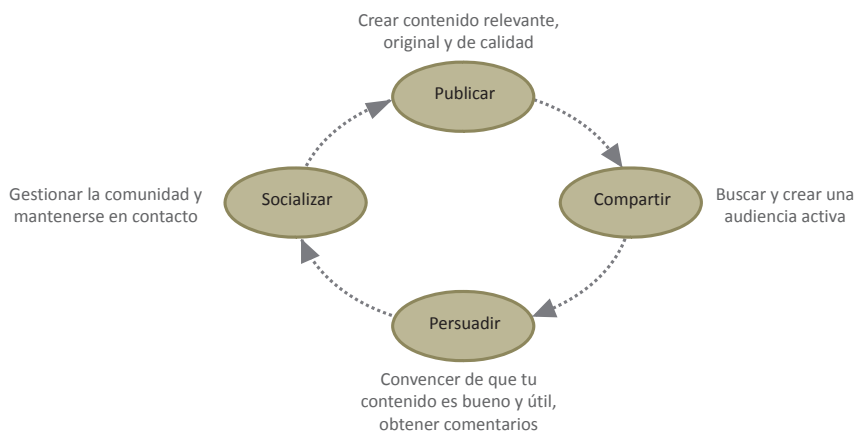 Crear contenido relevante,
original y de calidad
Publicar
Gestionar la comunidad y
mantenerse en contacto
Socializar
Compartir
Buscar y crear una
audiencia activa
Persuadir
Convencer de que tu
contenido es bueno y útil,
obtener comentarios